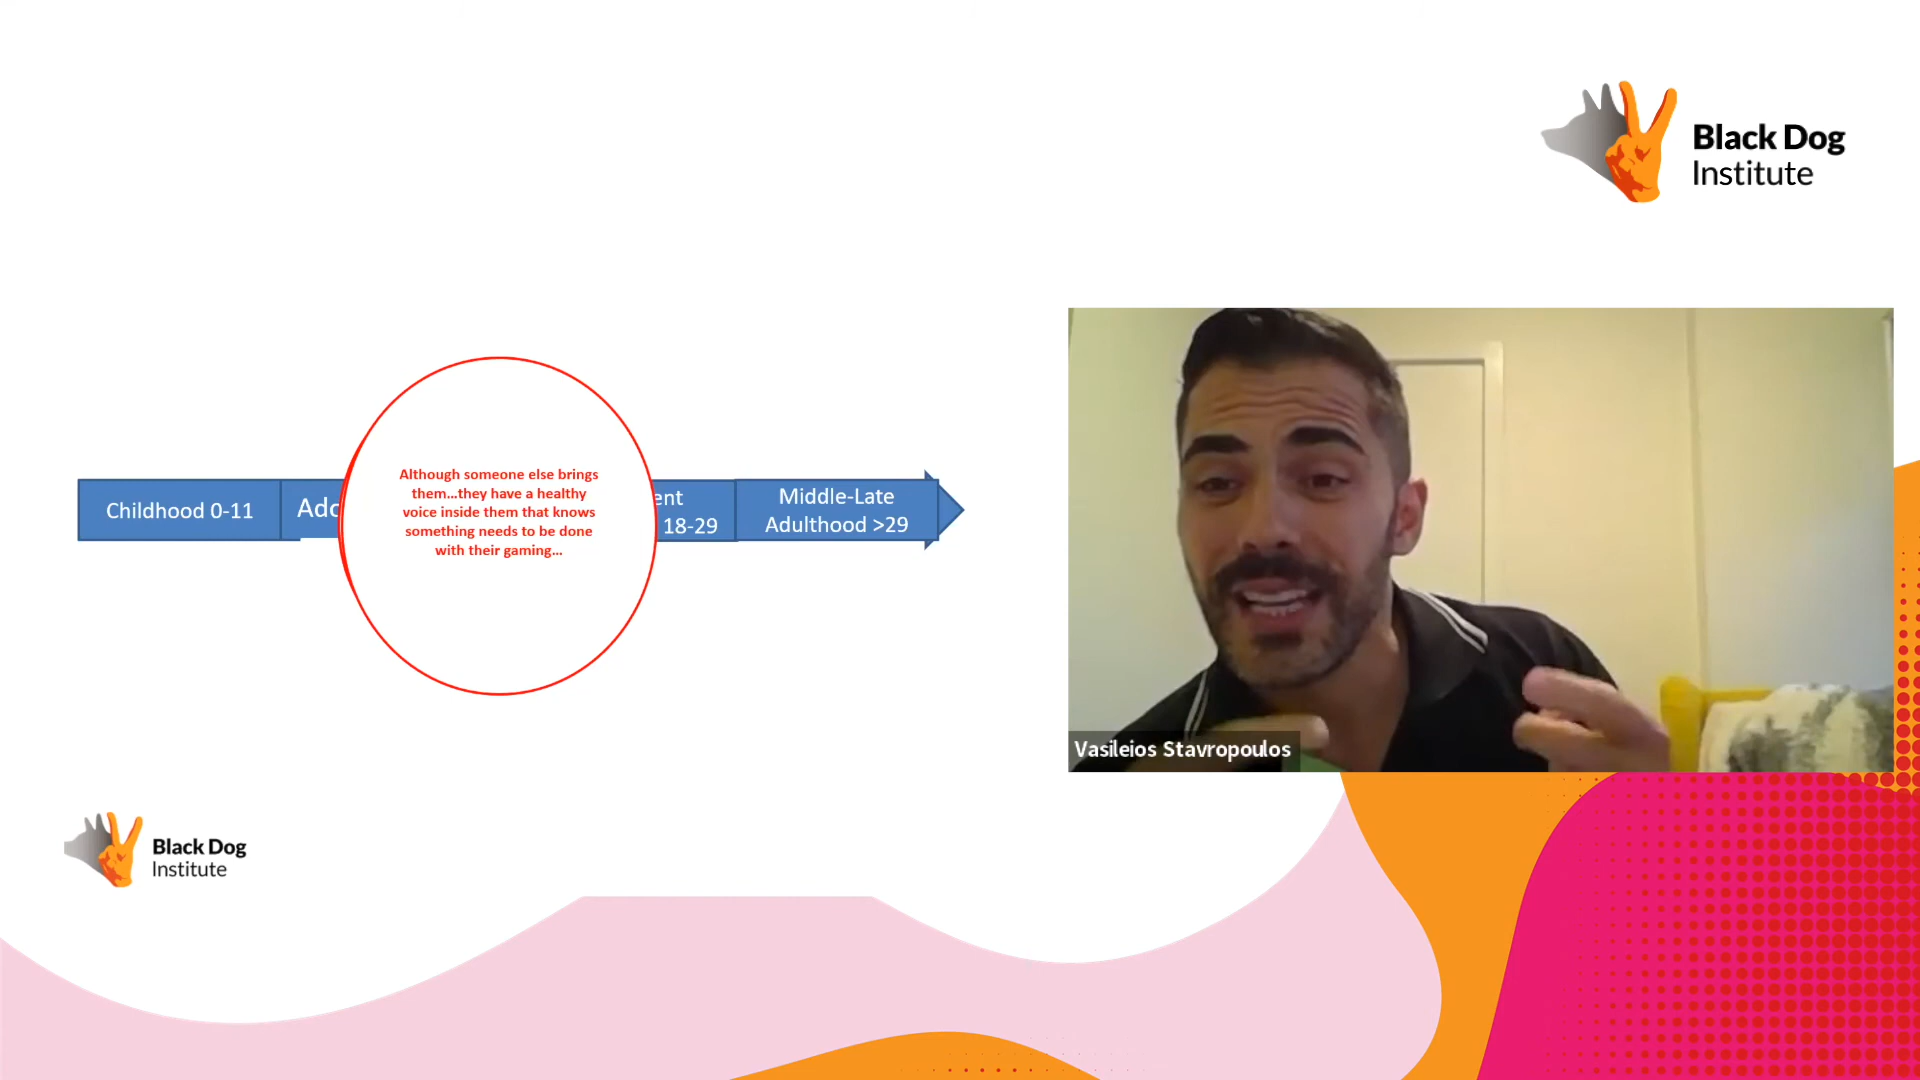 Black Dog
Institute
Although someone else brings
them...they have a healthy
voice inside them that knows
something needs to be done
with their gaming...
Childhood 0-11
18-29
Middle-Late
Adulthood >29
Vasileios Stavropoulos
Black Dog
Institute